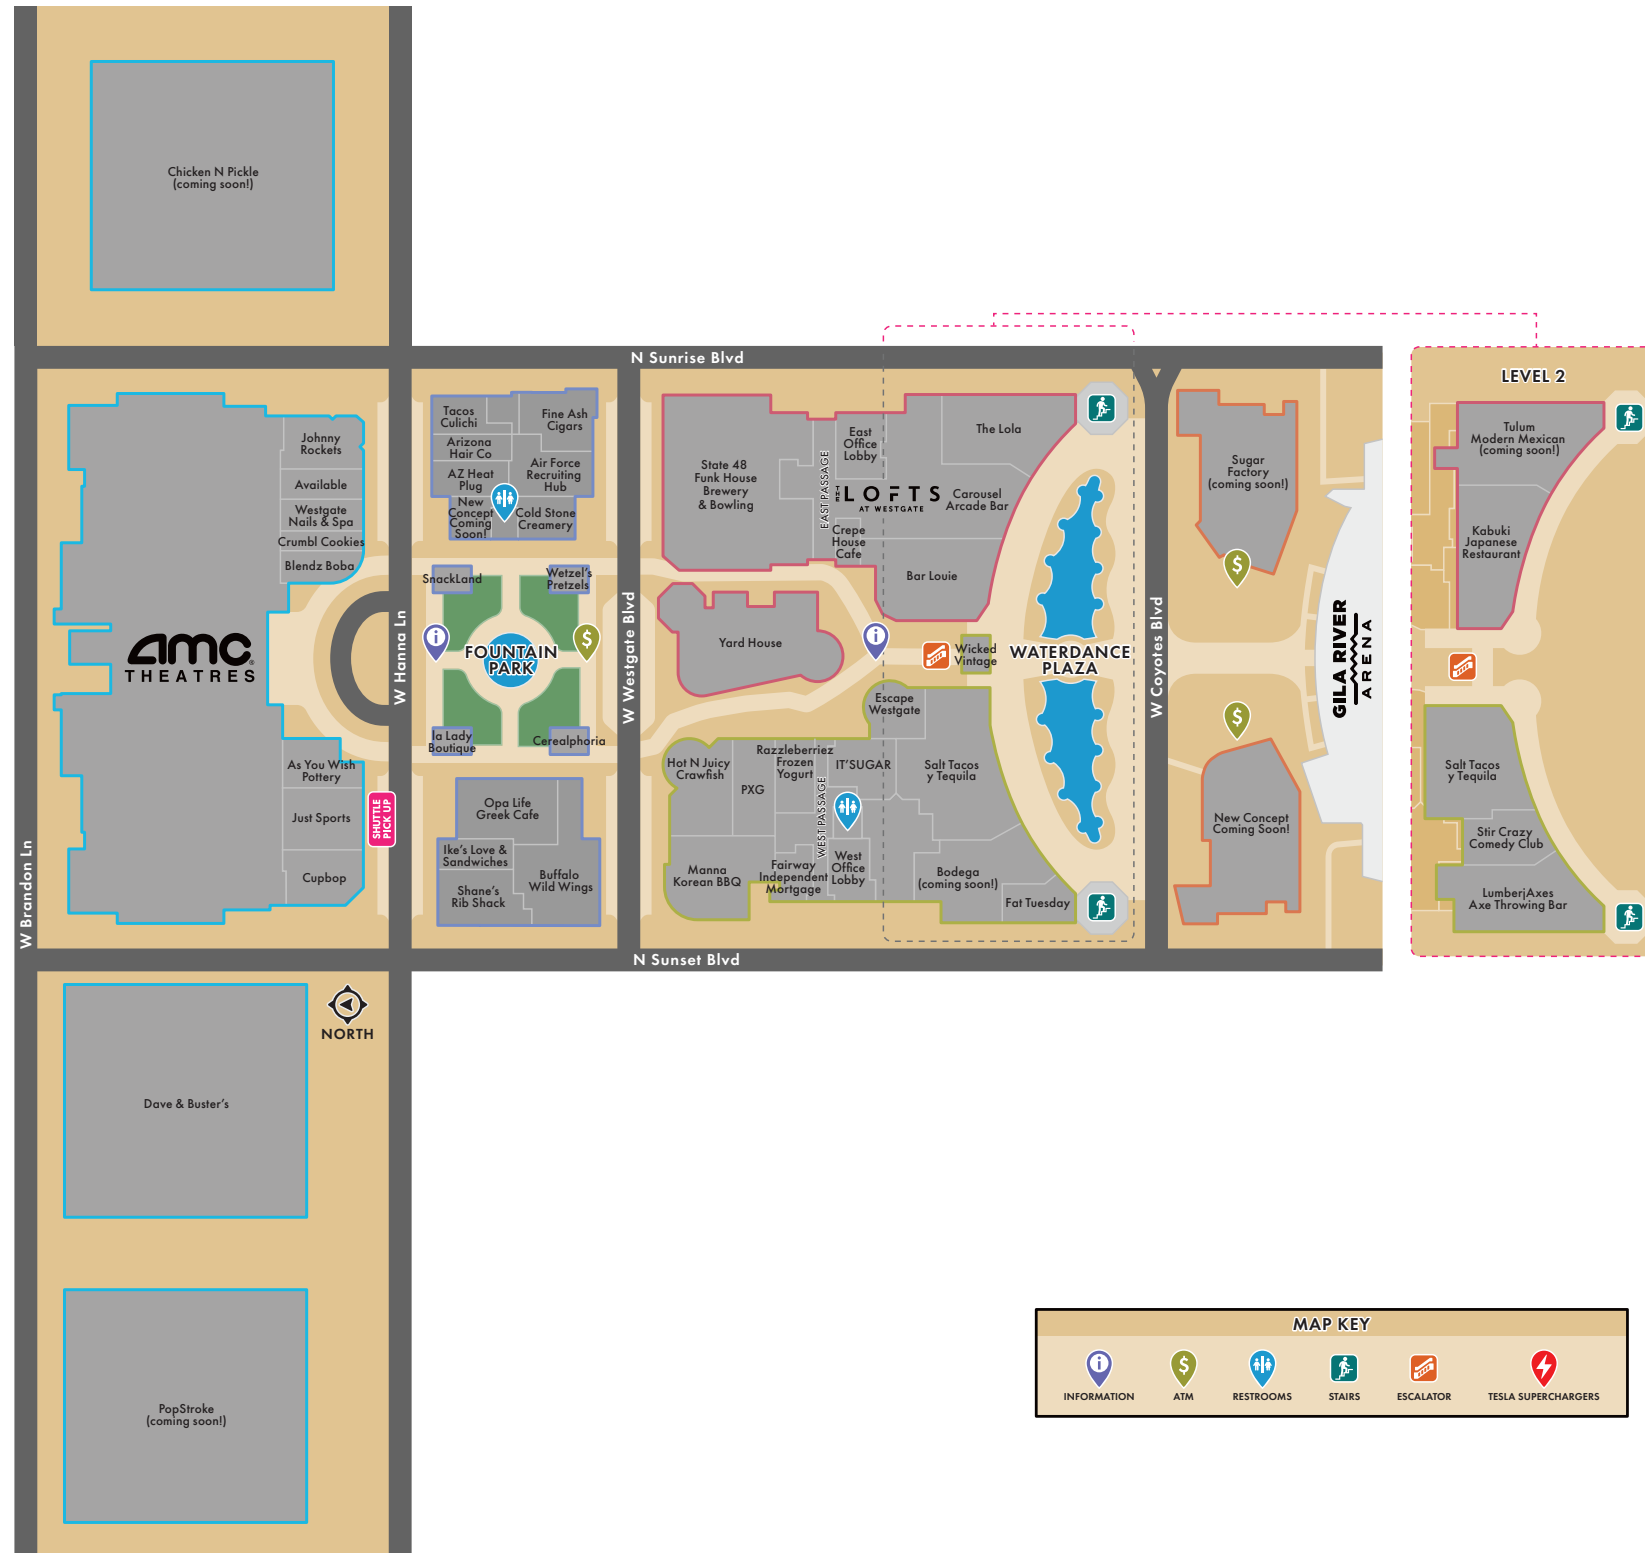 Chicken N Pickle
(coming soon!)
N Sunrise Blvd
LEVEL 2
Johnny
Rockets
Available
Westgate
Nails & Spa
Crumbl Cookies
Blendz Boba
amc
THEATRES
As You Wish
Pottery
Just Sports
Cupbop
SHUTTLE
PICK UP
W Brandon Ln
W Hanna Ln
Tacos
Culichi
Fine Ash
Cigars
Arizona
Hair Co
AZ Heat
Plug
Air Force
Recruiting
Hub
New
Concept
Coming
Soon!
Cold Stone
Creamery
SnackLand
Wetzel's
Pretzels
FOUNTAIN
PARK
la Lady
Boutique
Cerealphoria
Opa Life
Greek Cafe
Ike's Love &
Sandwiches
Shane's
Rib Shack
Buffalo
Wild Wings
W Westgate Blvd
State 48
Funk House
Brewery
& Bowling
EAST PASSAGE
East
Office
Lobby
The Lola
THE
LOFTS
AT WESTGATE
Carousel
Arcade Bar
Crepe
House
Cafe
Bar Louie
Yard House
Wicked
Vintage
WATERDANCE
PLAZA
Escape
Westgate
Hot N Juicy
Crawfish
PXG
Razzleberriez
Frozen
Yogurt
IT'SUGAR
Salt Tacos
y Tequila
WEST PASSAGE
Manna
Korean BBQ
Fairway
Independent
Mortgage
West
Office
Lobby
Bodega
(coming soon!)
Fat Tuesday
W Coyotes Blvd
Sugar
Factory
(coming soon!)
New Concept
Coming Soon!
GILA RIVER
ARENA
Tulum
Modern Mexican
(coming soon!)
Kabuki
Japanese
Restaurant
Salt Tacos
y Tequila
Stir Crazy
Comedy Club
LumberjAxes
Axe Throwing Bar
N Sunset Blvd
NORTH
Dave & Buster's
PopStroke
(coming soon!)
MAP KEY
INFORMATION
ATM
RESTROOMS
STAIRS
ESCALATOR
TESLA SUPERCHARGERS